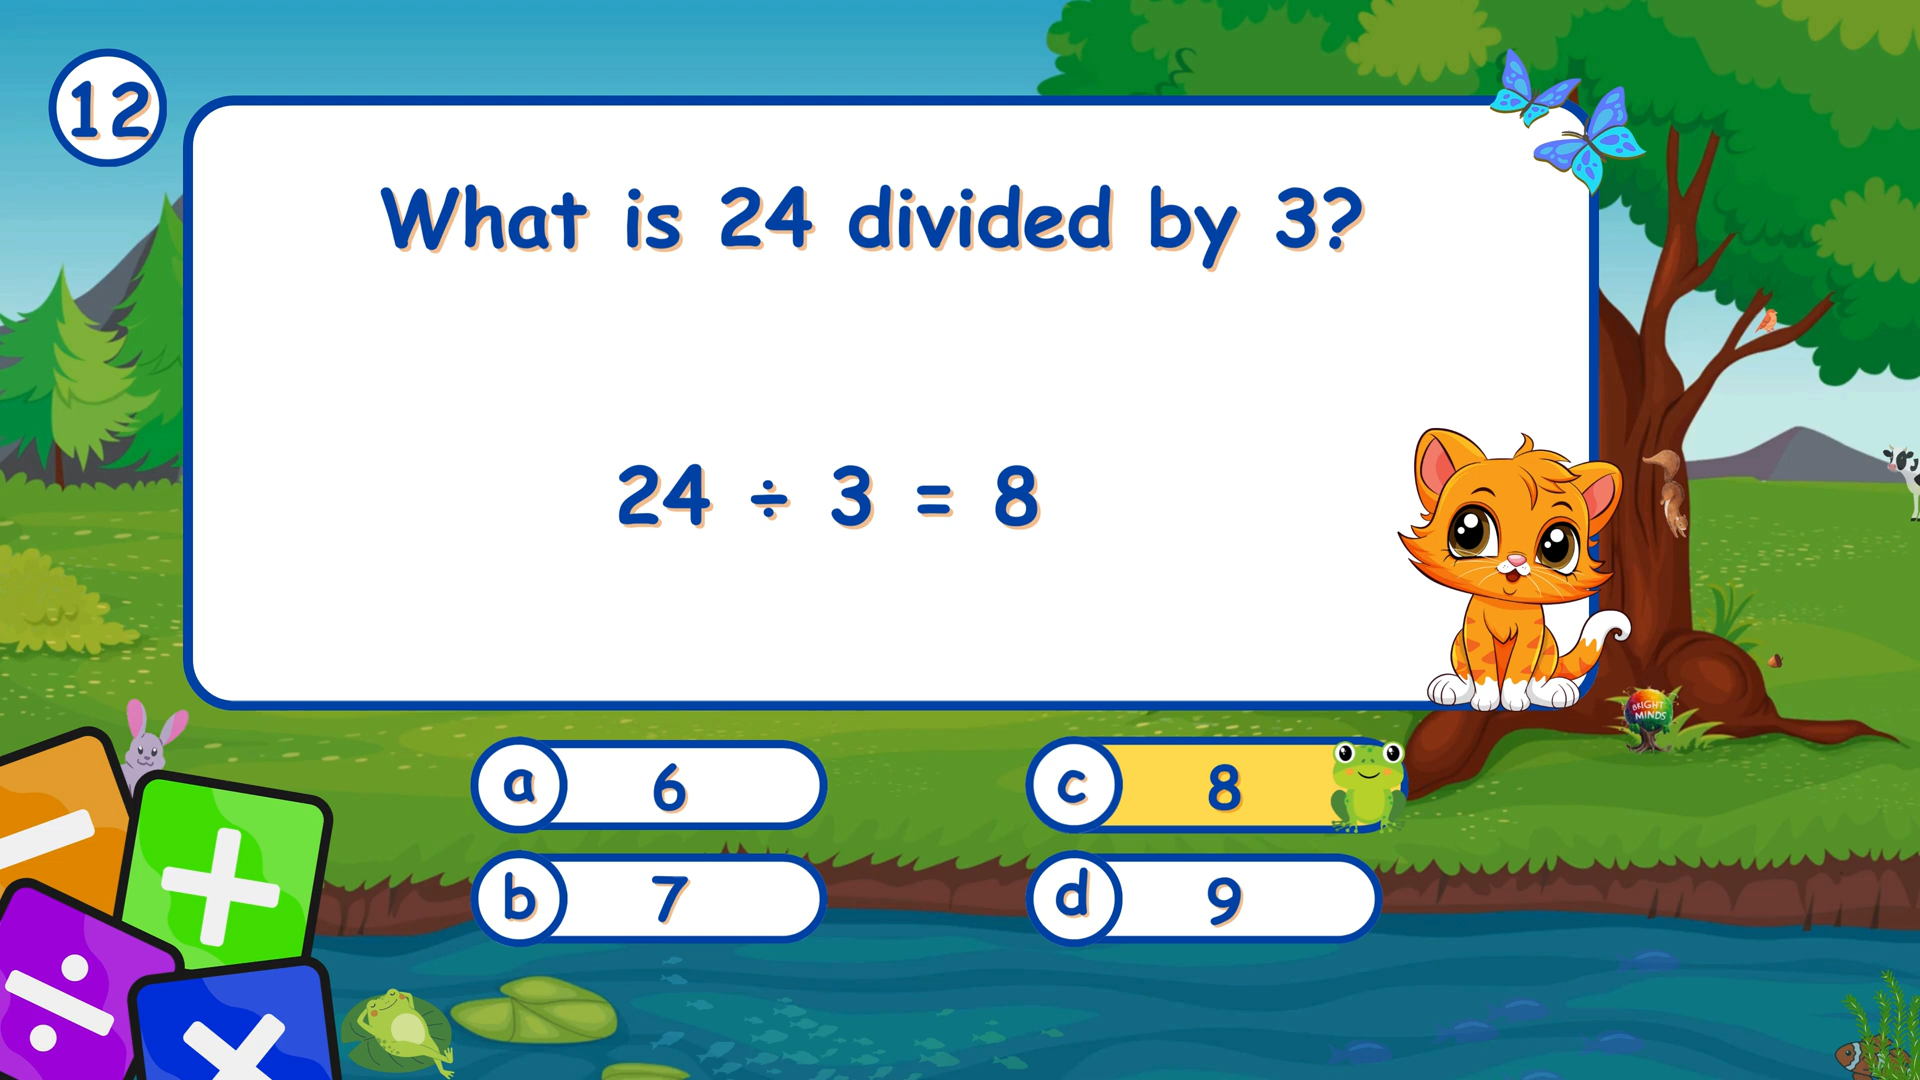 12
What is 24 divided by 3?
24 ÷ 3 = 8
a 6
c 8
b 7
d 9
BRIGHT
MINDS